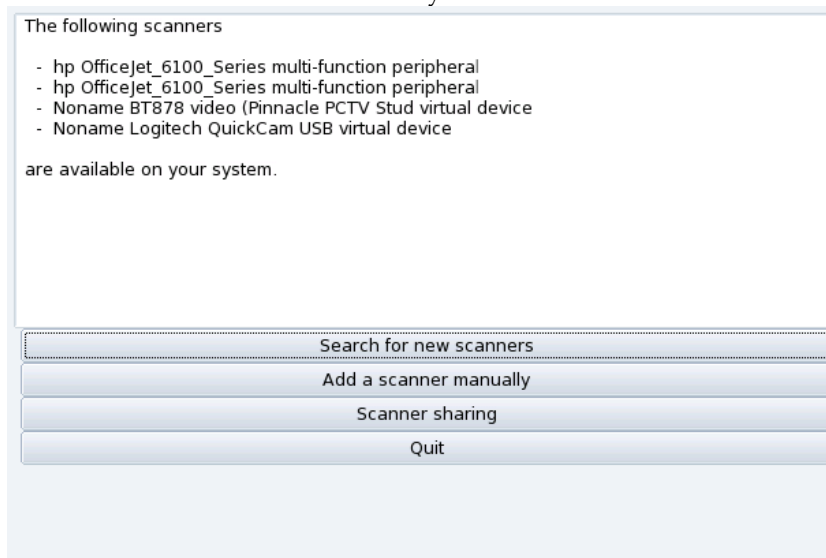 The following scanners
- hp OfficeJet_6100_Series multi-function peripheral
- hp OfficeJet_6100_Series multi-function peripheral
- Noname BT878 video (Pinnacle PCTV Stud virtual device
- Noname Logitech QuickCam USB virtual device
are available on your system.
Search for new scanners
Add a scanner manually
Scanner sharing
Quit